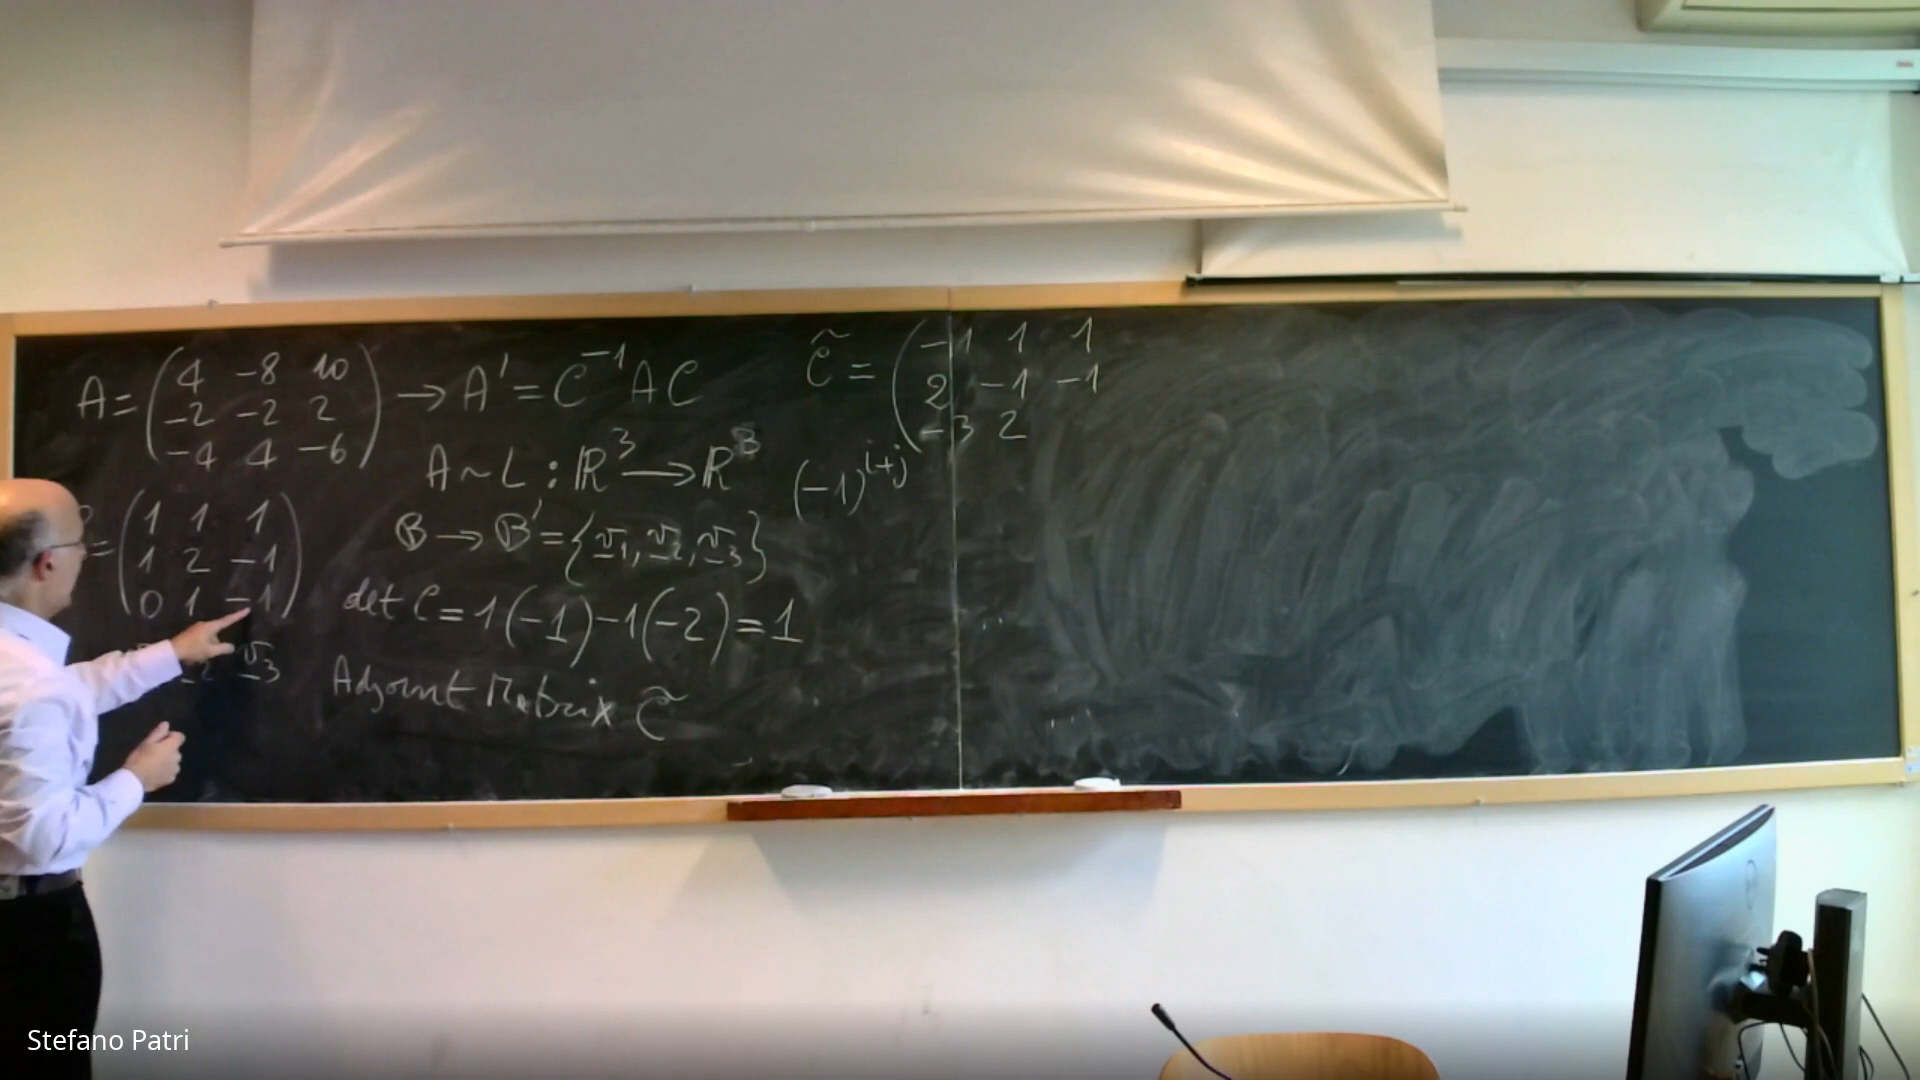 A = ( 4 -8 10 → A' = C⁻¹ A C
-2 -2 2
-4 4 -6 )
A ~ L : ℝ³ → ℝ³
= ( 1 1 1
1 2 -1
0 1 -1 )
v3
B → B' = {v1, v2, v3}
det C = 1(-1) -1(-2) = 1
Adjoint Matrix C̃
C̃ = ( -1 1 1
2 -1 -1
-3 2
(-1)^{i+j}
Stefano Patri